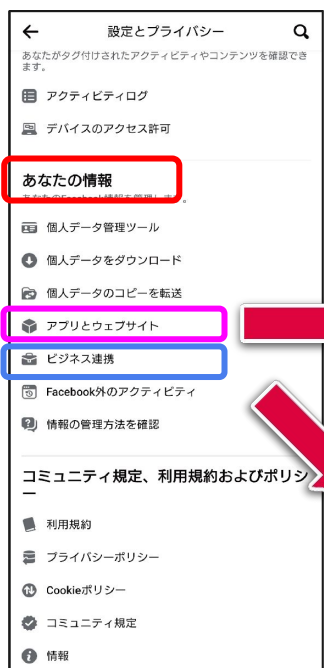 設定とプライバシー
あなたがタグ付けされたアクティビティやコンテンツを確認でき
ます。
アクティビティログ
デバイスのアクセス許可
あなたの情報
あなたのFacebook情報を管理します。
個人データ管理ツール
個人データをダウンロード
個人データのコピーを転送
アプリとウェブサイト
ビジネス連携
Facebook外のアクティビティ
情報の管理方法を確認
コミュニティ規定、利用規約およびポリシ
ー
利用規約
プライバシーポリシー
Cookieポリシー
コミュニティ規定
情報